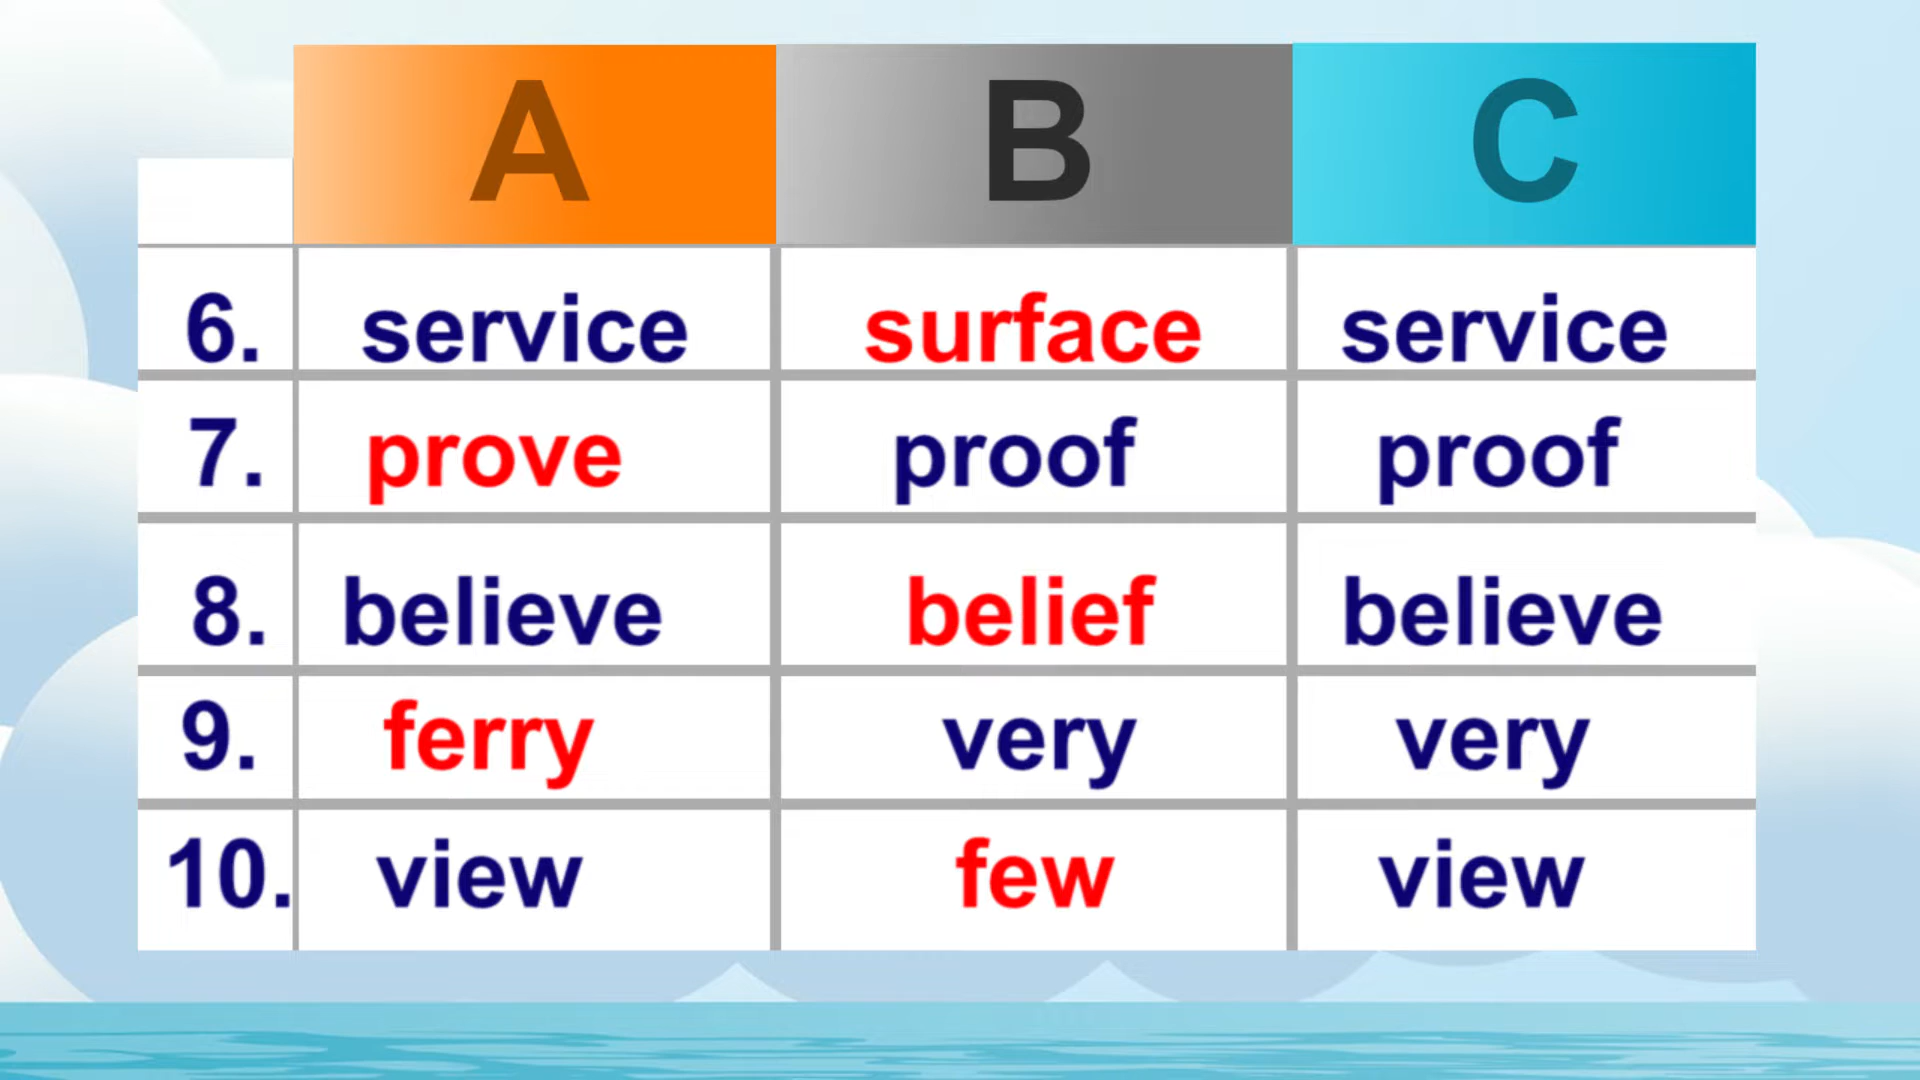 A B C
6. service surface service
7. prove proof proof
8. believe belief believe
9. ferry very very
10. view few view